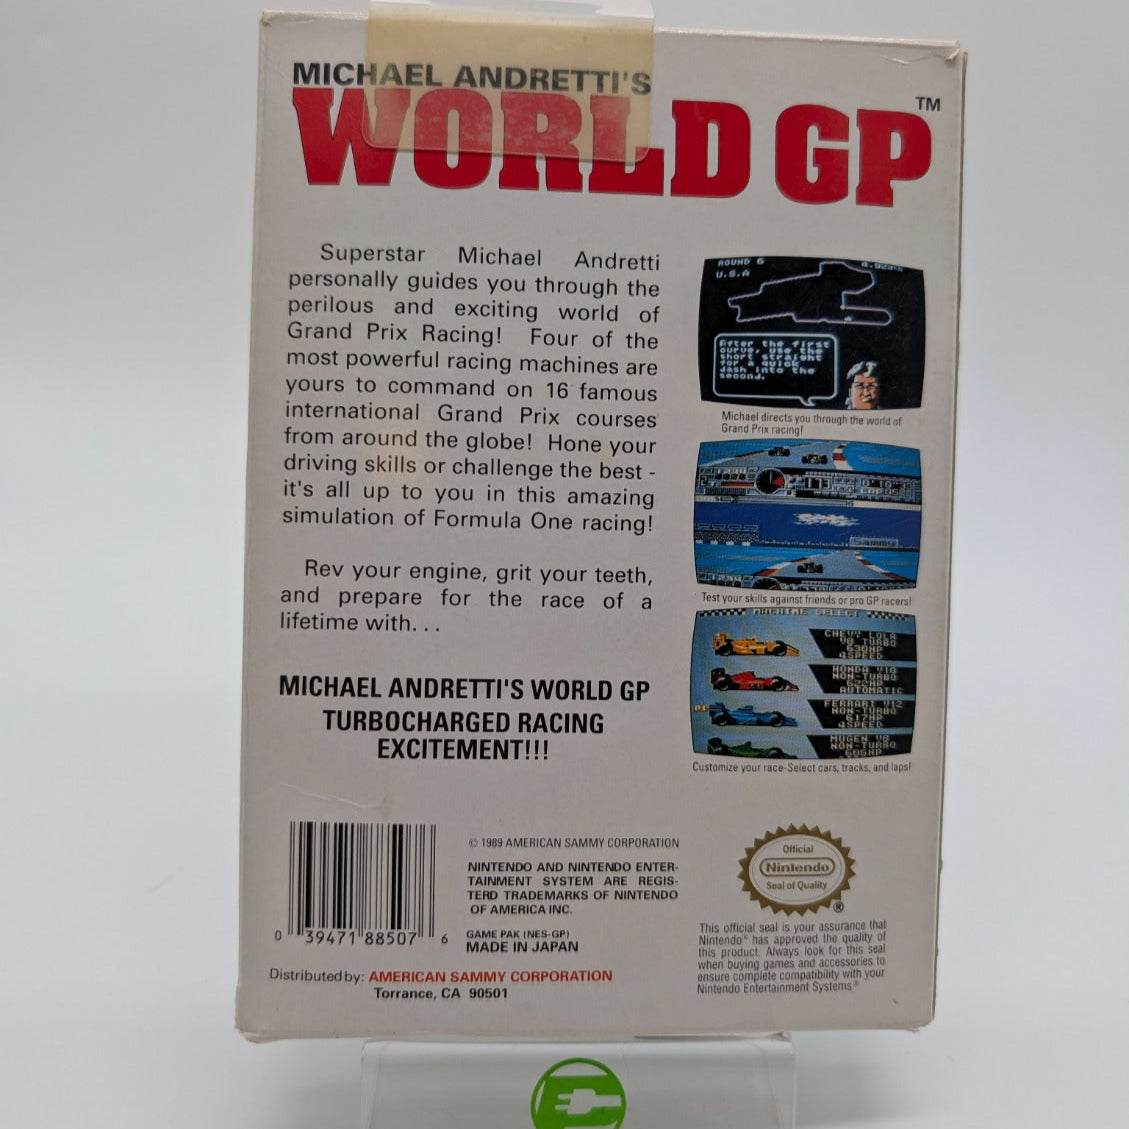 MICHAEL ANDRETTI'S
WORLD GP™
Superstar Michael Andretti
personally guides you through the
perilous and exciting world of
Grand Prix Racing! Four of the
most powerful racing machines are
yours to command on 16 famous
international Grand Prix courses
from around the globe! Hone your
driving skills or challenge the best -
it's all up to you in this amazing
simulation of Formula One racing!
Rev your engine, grit your teeth,
and prepare for the race of a
lifetime with. . .
MICHAEL ANDRETTI'S WORLD GP
TURBOCHARGED RACING
EXCITEMENT!!!
ROUND 6
U.S.A
After the first
curve, use the
short straight
for a quick
dash into the
second.
Michael directs you through the world of
Grand Prix racing!
Sammy
Test your skills against friends or pro GP racers!
MACHINE SELECT
CHEVY LOLA
V8 TURBO
630HP
4SPEED
HONDA V10
NON-TURBO
622HP
AUTOMATIC
FERRARI V12
NON-TURBO
617HP
4SPEED
MUGEN V8
NON-TURBO
605HP
Customize your race-Select cars, tracks, and laps!
0 39471 88507 6
© 1989 AMERICAN SAMMY CORPORATION
NINTENDO AND NINTENDO ENTER-
TAINMENT SYSTEM ARE REGIS-
TERD TRADEMARKS OF NINTENDO
OF AMERICA INC.
GAME PAK (NES-GP)
MADE IN JAPAN
Distributed by: AMERICAN SAMMY CORPORATION
Torrance, CA 90501
Official
Nintendo
Seal of Quality
®
This official seal is your assurance that
Nintendo® has approved the quality of
this product. Always look for this seal
when buying games and accessories to
ensure complete compatibility with your
Nintendo Entertainment Systems®